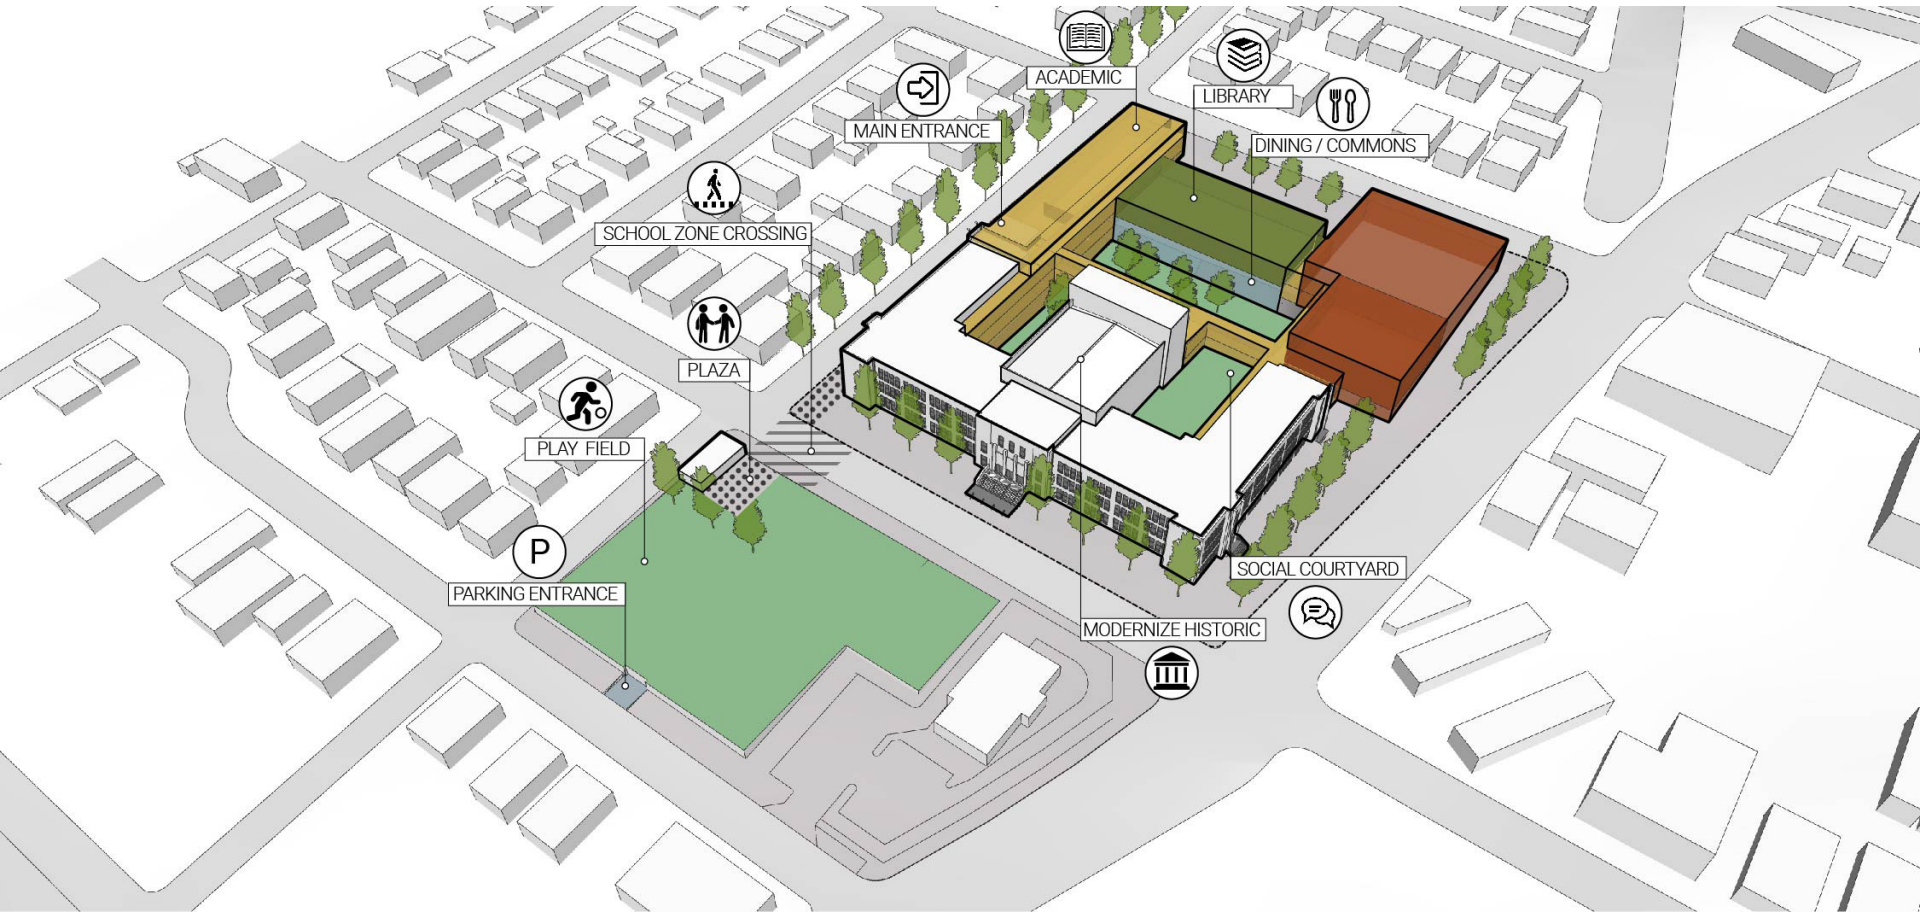 ACADEMIC
LIBRARY
MAIN ENTRANCE
DINING / COMMONS
SCHOOL ZONE CROSSING
PLAZA
PLAY FIELD
P
PARKING ENTRANCE
SOCIAL COURTYARD
MODERNIZE HISTORIC